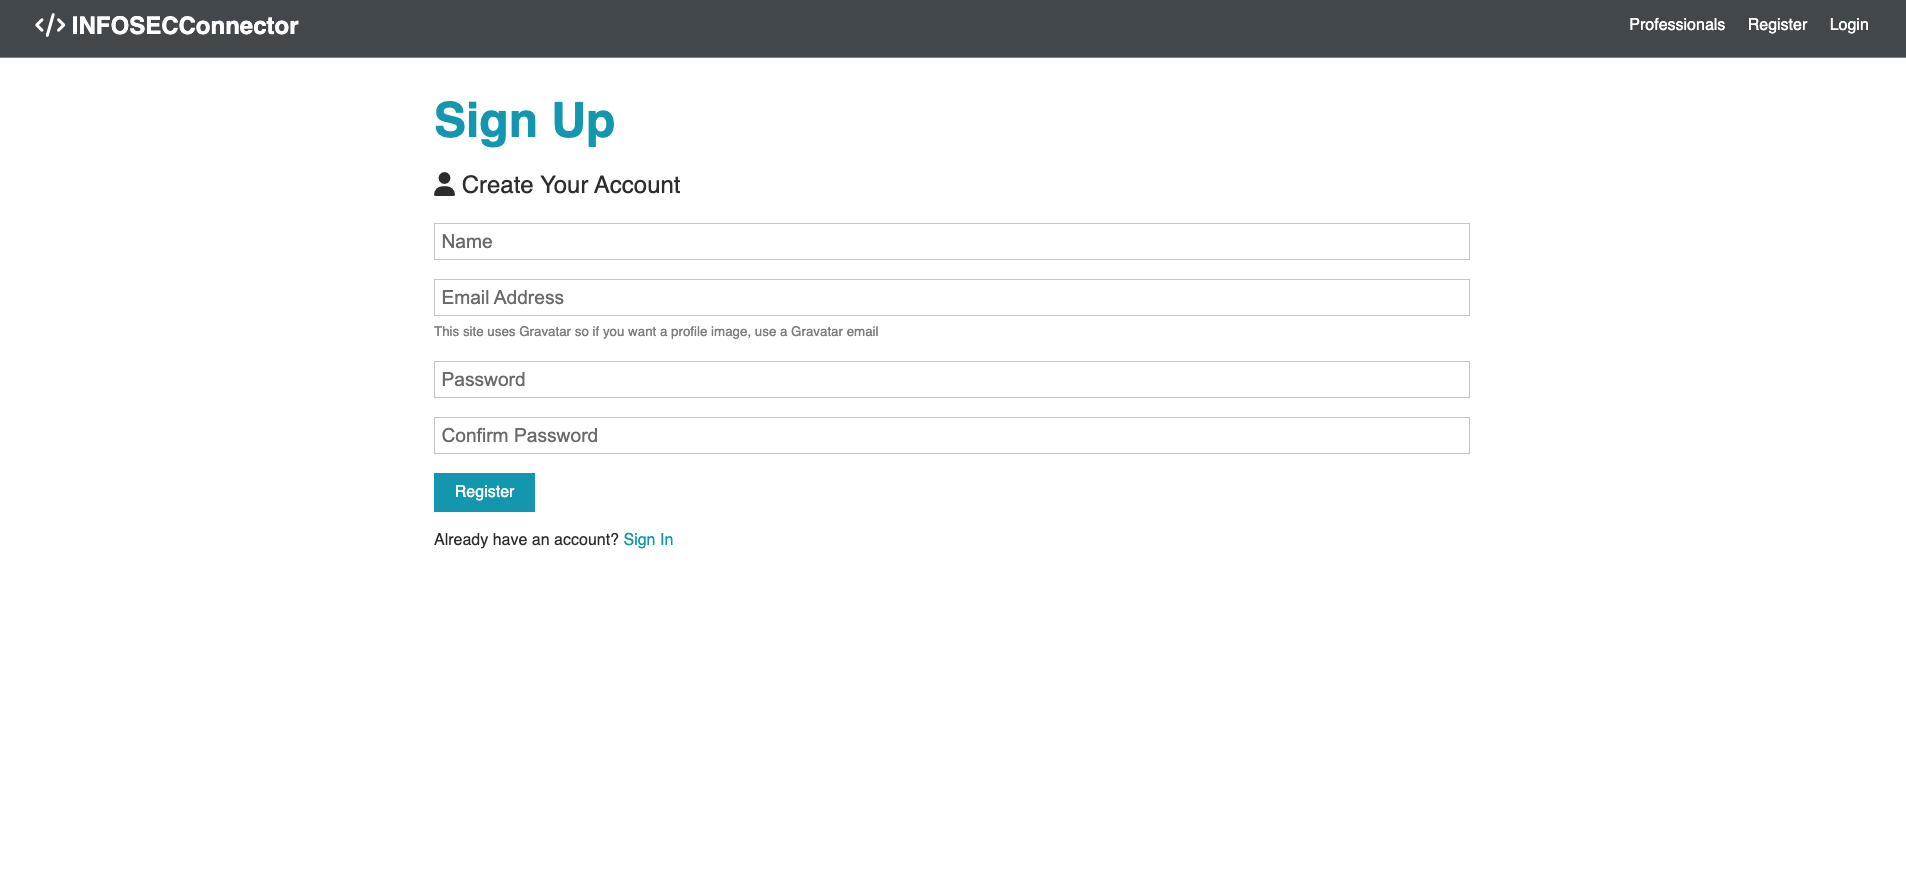 INFOSECConnector
Professionals Register Login
Sign Up
Create Your Account
Name
Email Address
This site uses Gravatar so if you want a profile image, use a Gravatar email
Password
Confirm Password
Register
Already have an account? Sign In